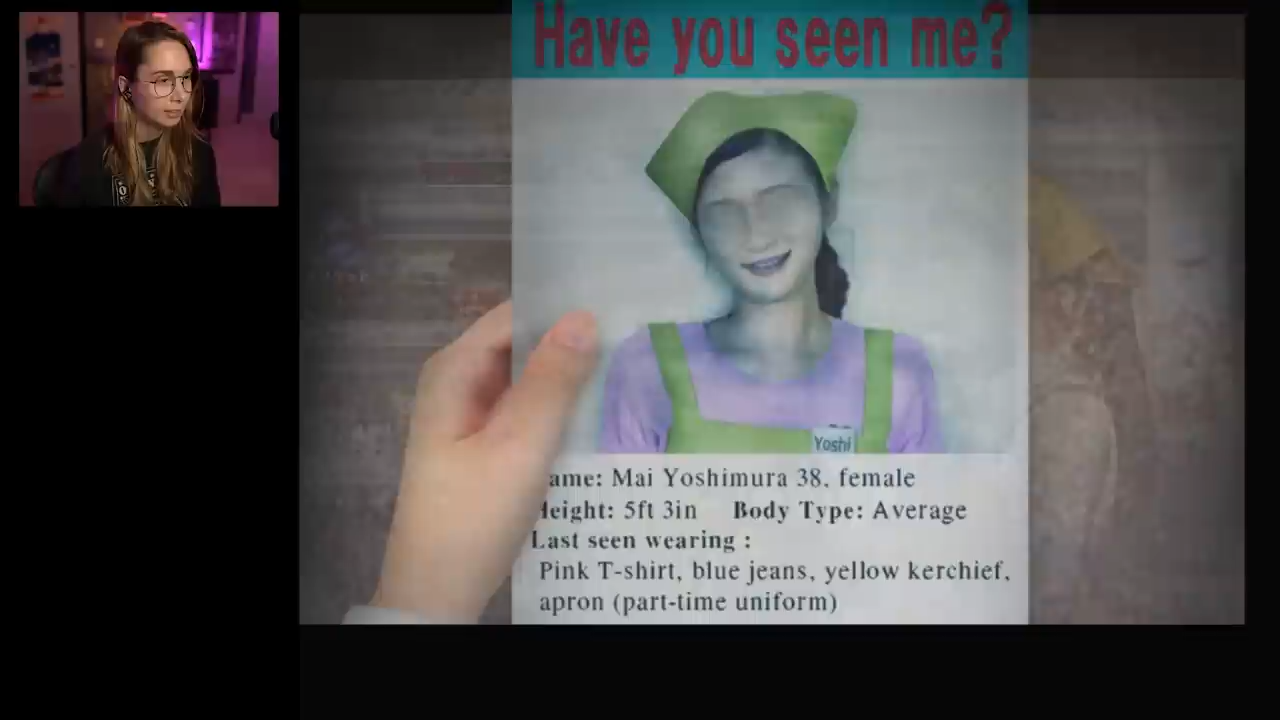 Have you seen me?
Yoshi
ame: Mai Yoshimura 38, female
Height: 5ft 3in Body Type: Average
Last seen wearing :
Pink T-shirt, blue jeans, yellow kerchief,
apron (part-time uniform)